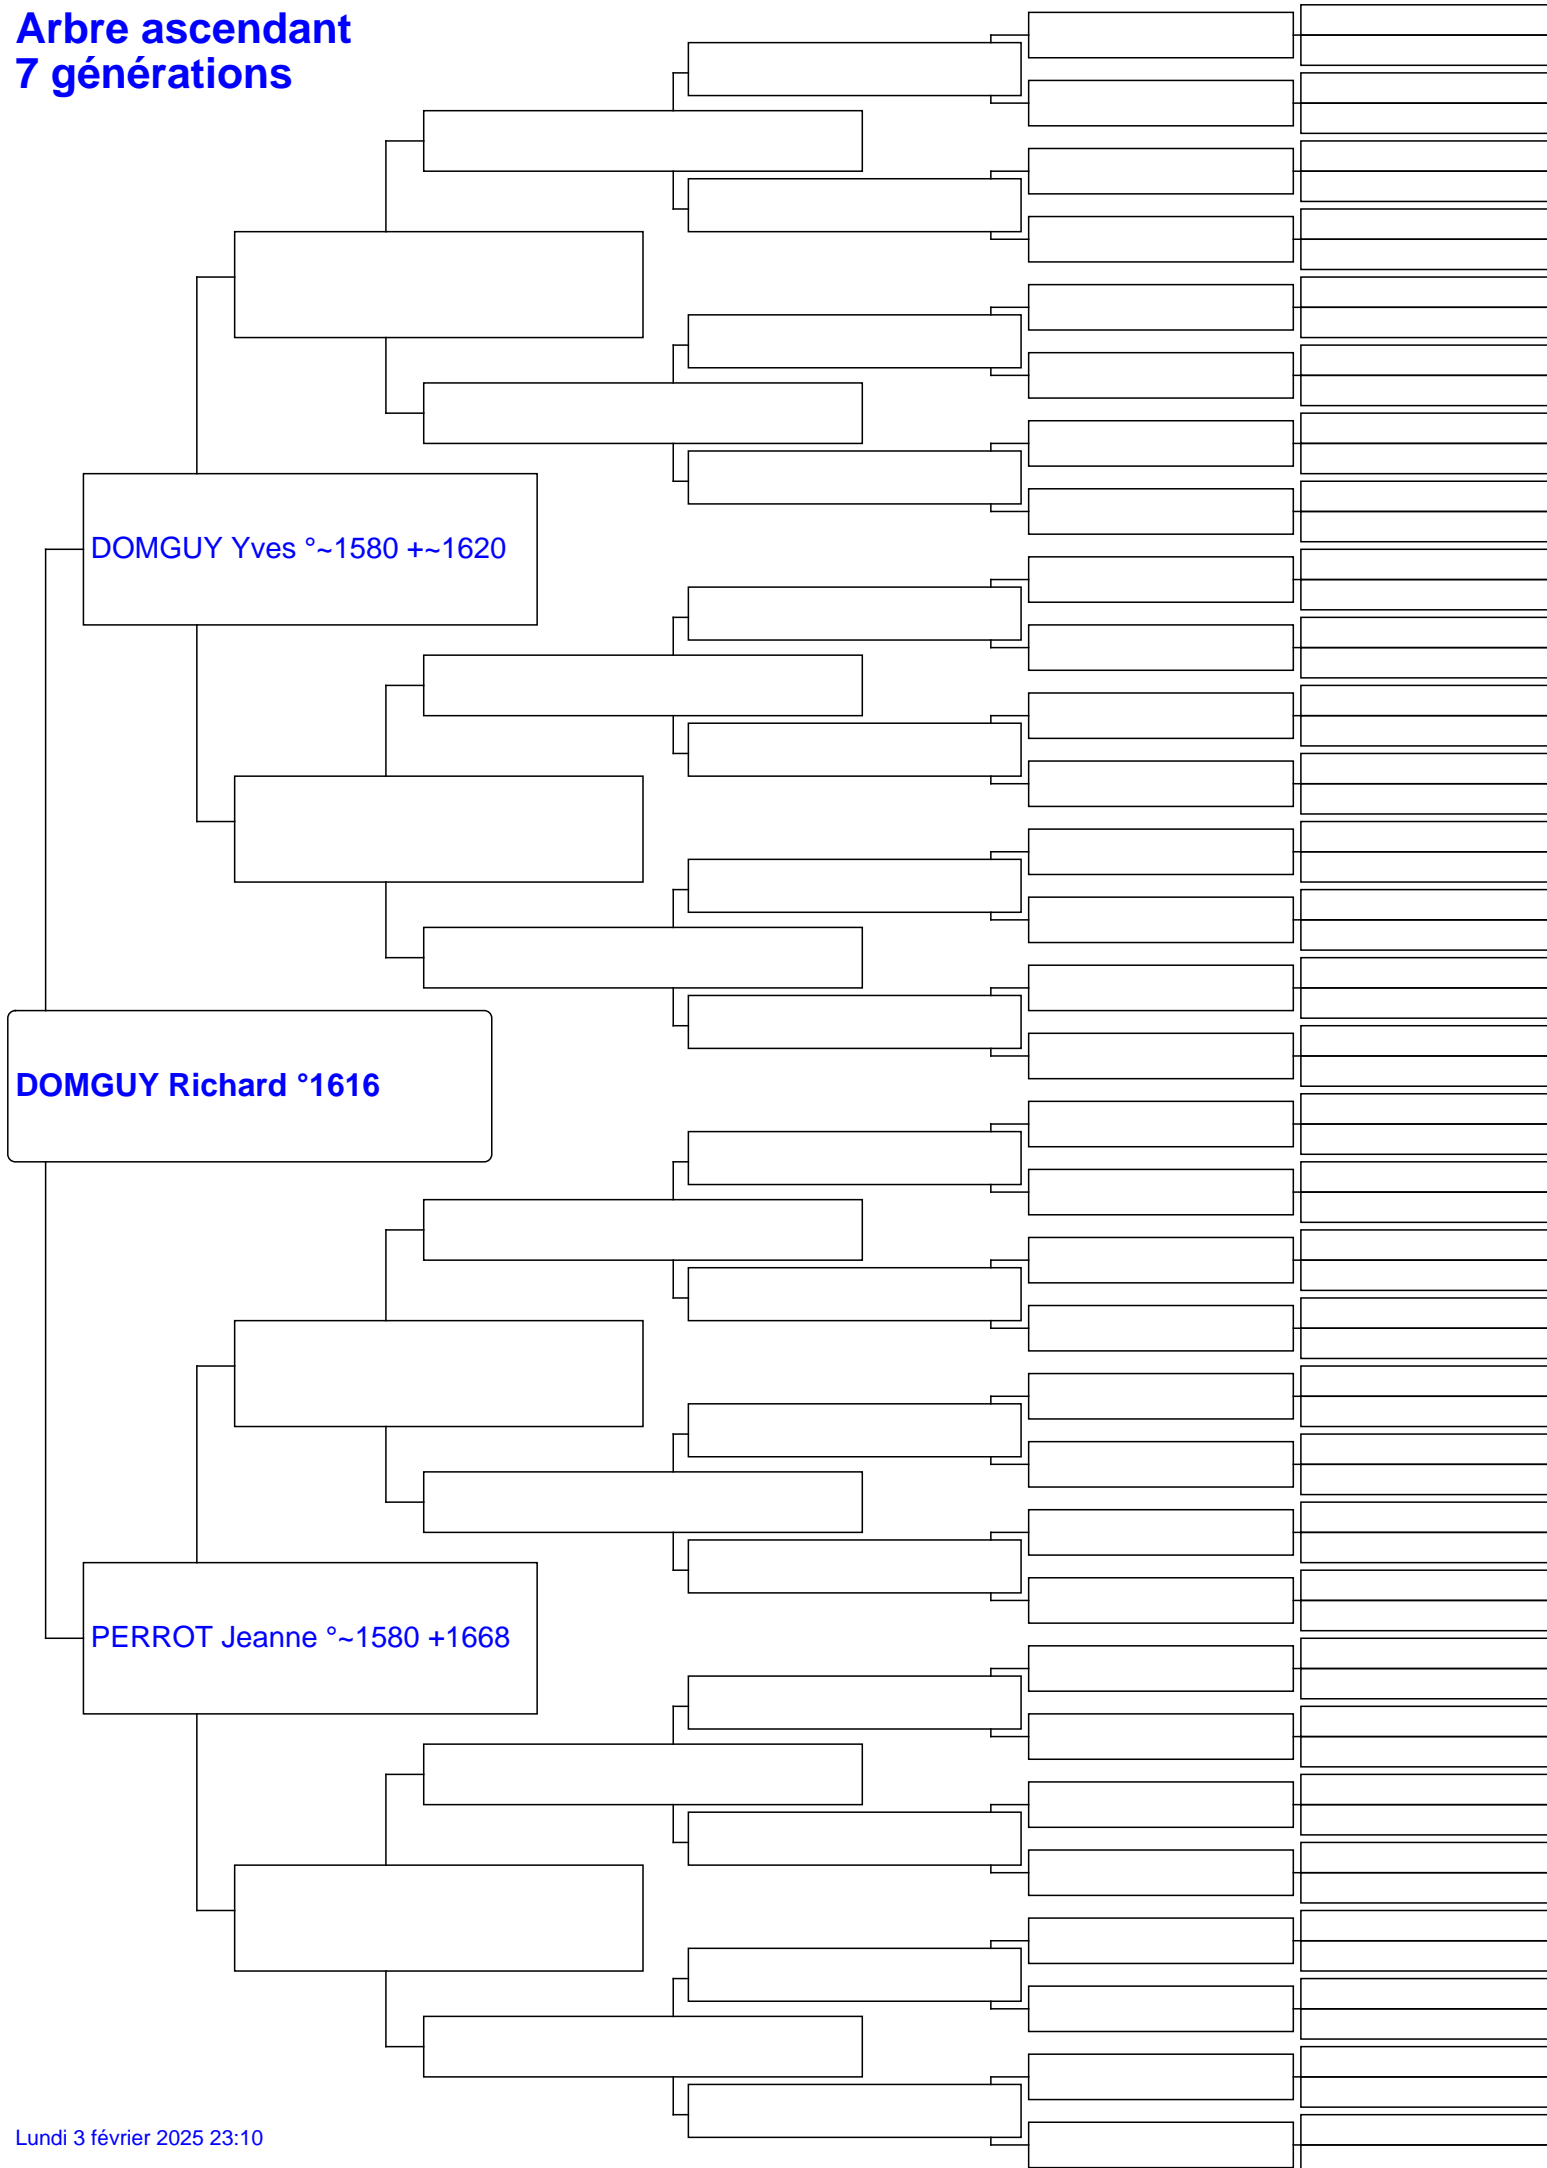 Arbre ascendant
7 générations
DOMGUY Yves °~1580 +~1620
DOMGUY Richard °1616
PERROT Jeanne °~1580 +1668
Lundi 3 février 2025 23:10